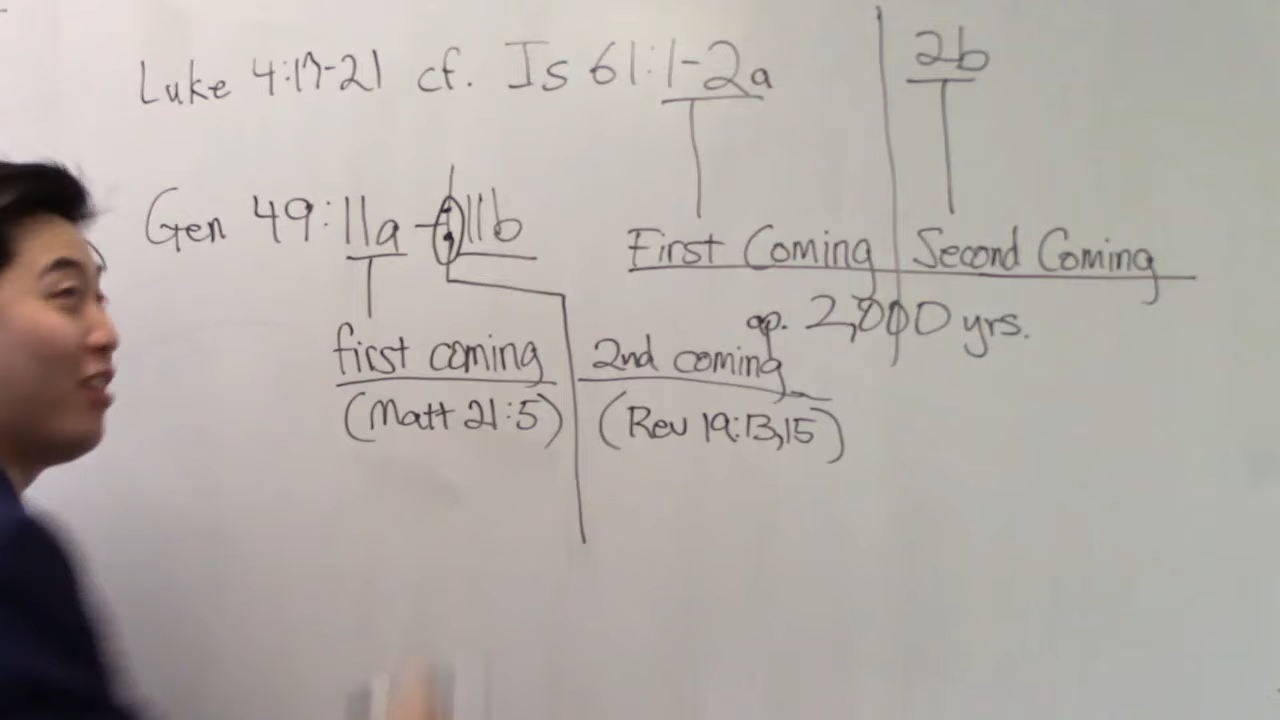 Luke 4:17-21 cf. Is 61:1-2a 2b
Gen 49:11a - ; 11b
First Coming Second Coming
ap. 2,000 yrs.
first coming 2nd coming
(Matt 21:5) (Rev 19:13,15)